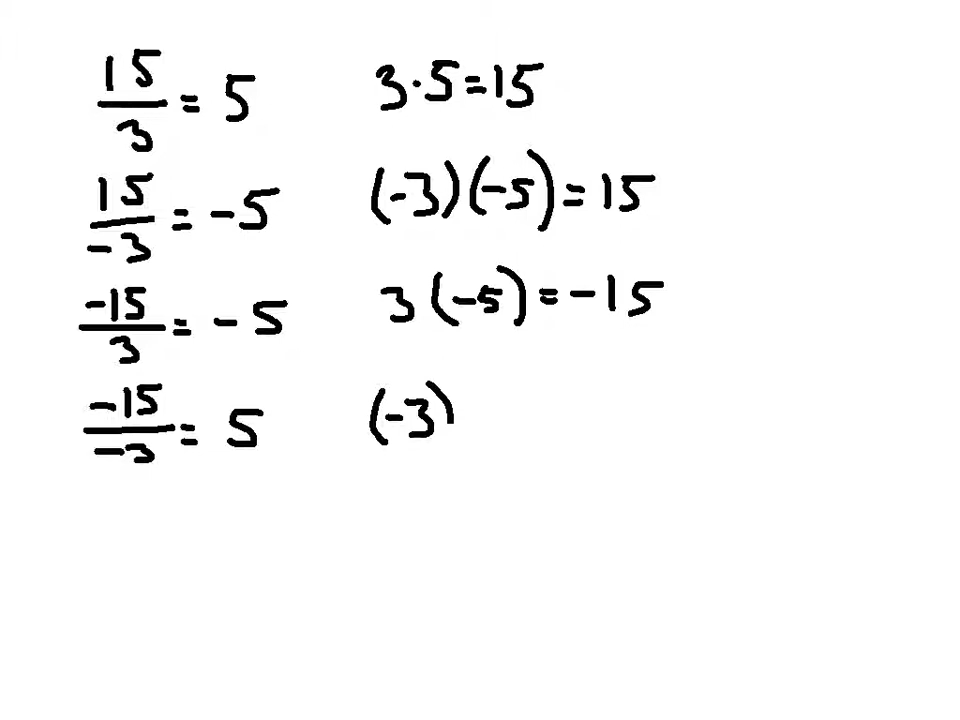 15/3 = 5   3·5=15
15/-3 = -5   (-3)(-5)=15
-15/3 = -5   3(-5)=-15
-15/-3 = 5   (-3)